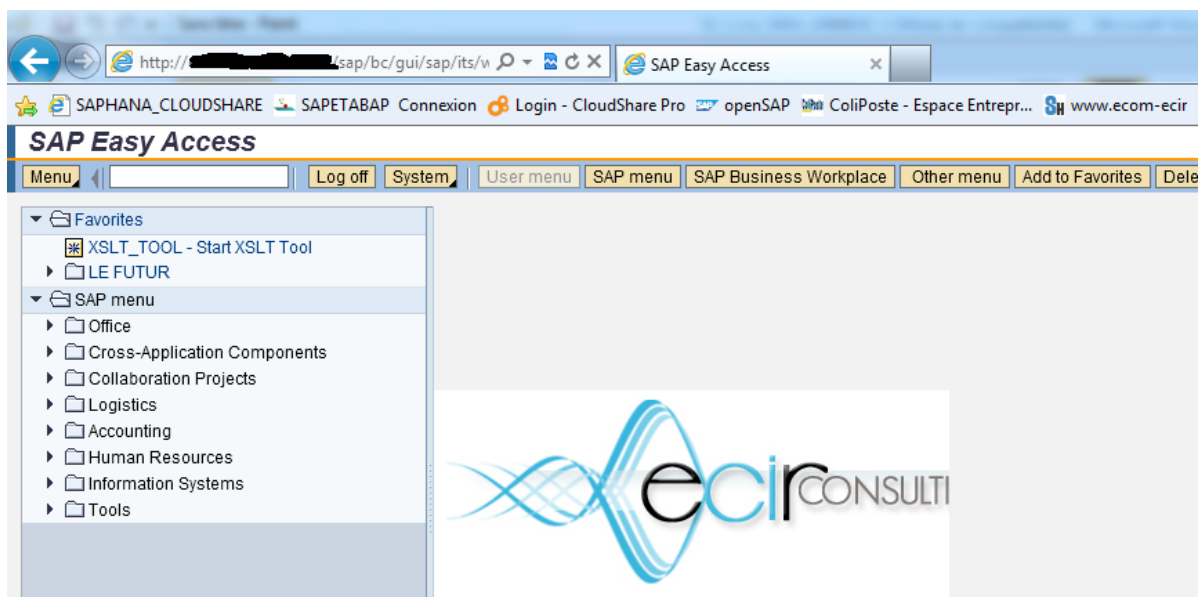 http:// /sap/bc/gui/sap/its/w
SAP Easy Access
SAPHANA_CLOUDSHARE SAPETABAP Connexion Login - CloudShare Pro openSAP ColiPoste - Espace Entrepr... www.ecom-ecir
SAP Easy Access
Menu Log off System User menu SAP menu SAP Business Workplace Other menu Add to Favorites Dele
Favorites
XSLT_TOOL - Start XSLT Tool
LE FUTUR
SAP menu
Office
Cross-Application Components
Collaboration Projects
Logistics
Accounting
Human Resources
Information Systems
Tools
ecir CONSULTI